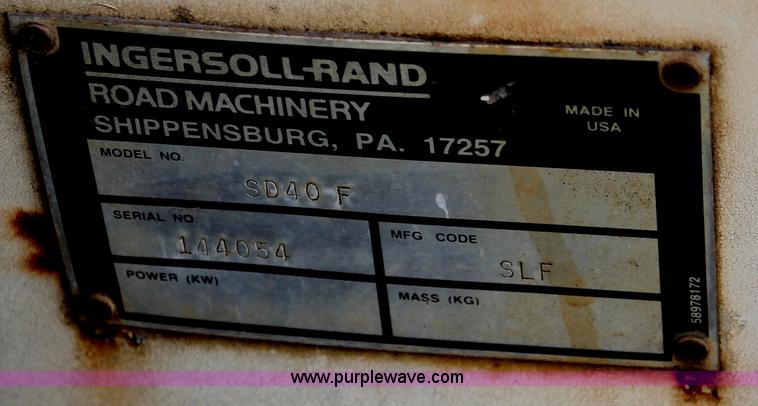 INGERSOLL-RAND
ROAD MACHINERY
SHIPPENSBURG, PA. 17257
MADE IN
USA
MODEL NO.
SD40 F
SERIAL NO
144054
MFG CODE
SLF
POWER (KW)
MASS (KG)
58978172
www.purplewave.com